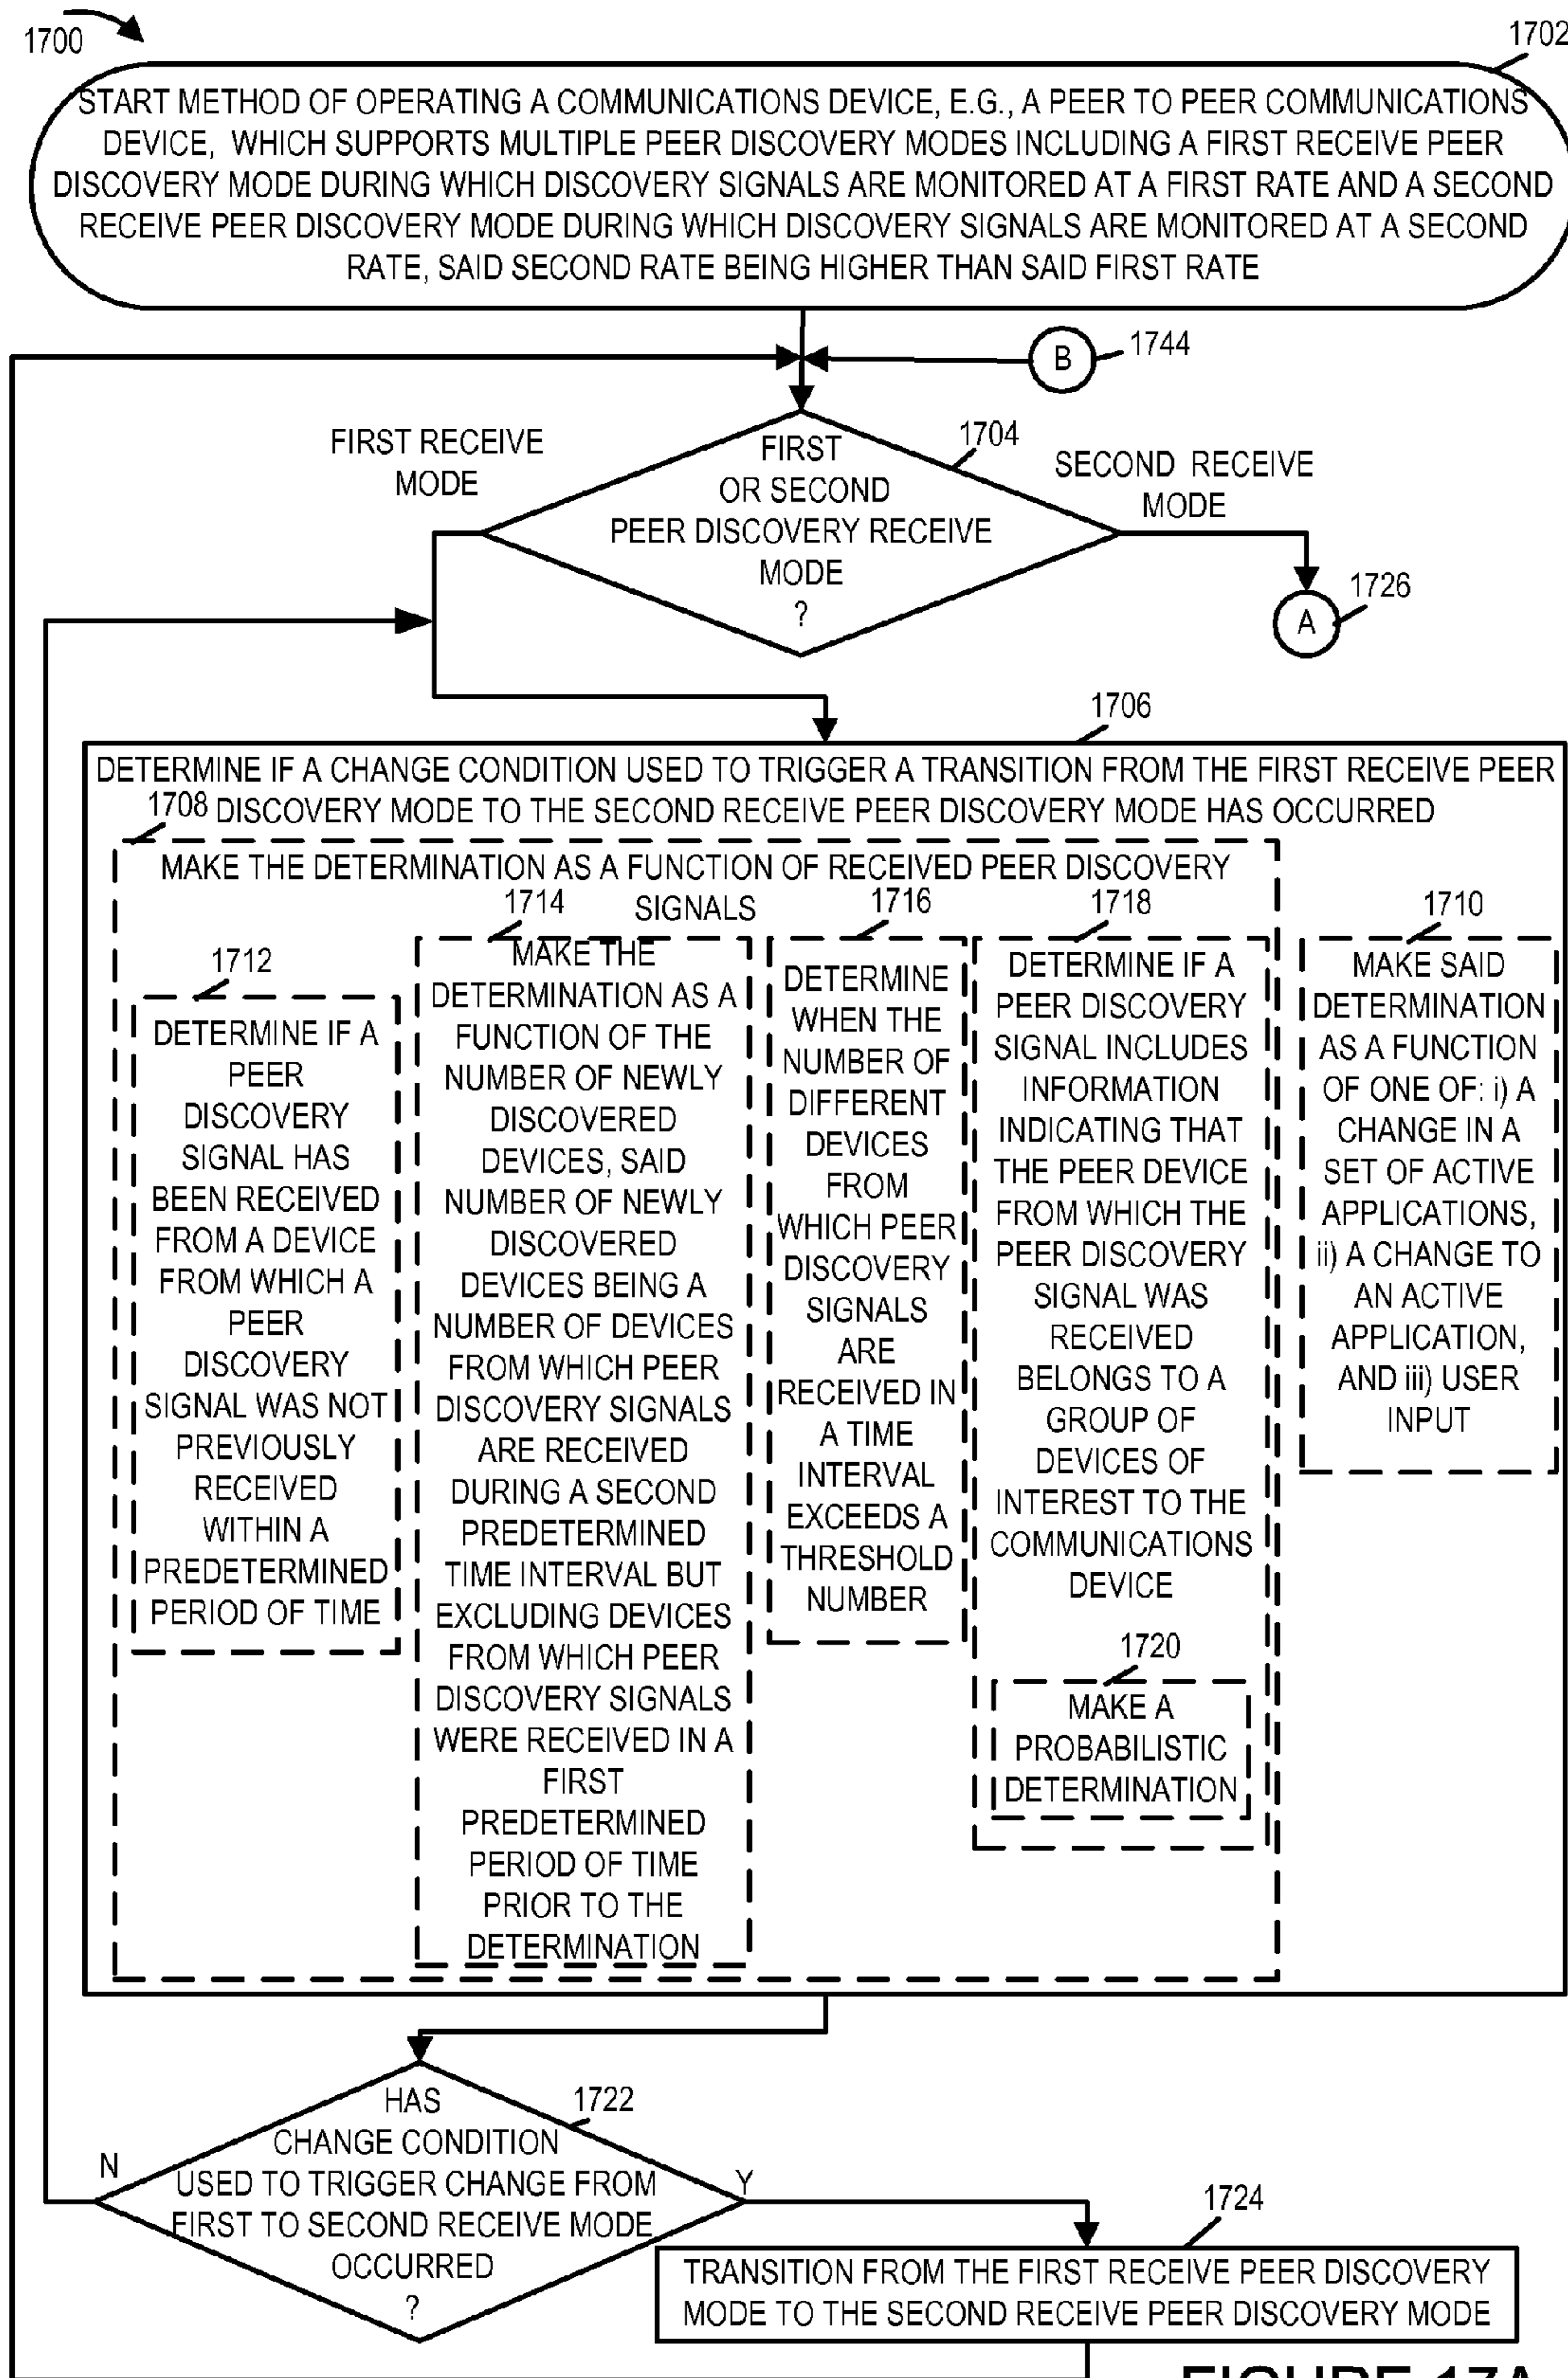 1700
1702
START METHOD OF OPERATING A COMMUNICATIONS DEVICE, E.G., A PEER TO PEER COMMUNICATIONS
DEVICE, WHICH SUPPORTS MULTIPLE PEER DISCOVERY MODES INCLUDING A FIRST RECEIVE PEER
DISCOVERY MODE DURING WHICH DISCOVERY SIGNALS ARE MONITORED AT A FIRST RATE AND A SECOND
RECEIVE PEER DISCOVERY MODE DURING WHICH DISCOVERY SIGNALS ARE MONITORED AT A SECOND
RATE, SAID SECOND RATE BEING HIGHER THAN SAID FIRST RATE
B
1744
FIRST RECEIVE
MODE
1704
FIRST
OR SECOND
PEER DISCOVERY RECEIVE
MODE
?
SECOND RECEIVE
MODE
1726
A
1706
DETERMINE IF A CHANGE CONDITION USED TO TRIGGER A TRANSITION FROM THE FIRST RECEIVE PEER
DISCOVERY MODE TO THE SECOND RECEIVE PEER DISCOVERY MODE HAS OCCURRED
1708
MAKE THE DETERMINATION AS A FUNCTION OF RECEIVED PEER DISCOVERY
SIGNALS
1712
DETERMINE IF A
PEER
DISCOVERY
SIGNAL HAS
BEEN RECEIVED
FROM A DEVICE
FROM WHICH A
PEER
DISCOVERY
SIGNAL WAS NOT
PREVIOUSLY
RECEIVED
WITHIN A
PREDETERMINED
PERIOD OF TIME
1714
MAKE THE
DETERMINATION AS A
FUNCTION OF THE
NUMBER OF NEWLY
DISCOVERED
DEVICES, SAID
NUMBER OF NEWLY
DISCOVERED
DEVICES BEING A
NUMBER OF DEVICES
FROM WHICH PEER
DISCOVERY SIGNALS
ARE RECEIVED
DURING A SECOND
PREDETERMINED
TIME INTERVAL BUT
EXCLUDING DEVICES
FROM WHICH PEER
DISCOVERY SIGNALS
WERE RECEIVED IN A
FIRST
PREDETERMINED
PERIOD OF TIME
PRIOR TO THE
DETERMINATION
1716
DETERMINE
WHEN THE
NUMBER OF
DIFFERENT
DEVICES
FROM
WHICH PEER
DISCOVERY
SIGNALS
ARE
RECEIVED IN
A TIME
INTERVAL
EXCEEDS A
THRESHOLD
NUMBER
1718
DETERMINE IF A
PEER DISCOVERY
SIGNAL INCLUDES
INFORMATION
INDICATING THAT
THE PEER DEVICE
FROM WHICH THE
PEER DISCOVERY
SIGNAL WAS
RECEIVED
BELONGS TO A
GROUP OF
DEVICES OF
INTEREST TO THE
COMMUNICATIONS
DEVICE
1720
MAKE A
PROBABILISTIC
DETERMINATION
1710
MAKE SAID
DETERMINATION
AS A FUNCTION
OF ONE OF: i) A
CHANGE IN A
SET OF ACTIVE
APPLICATIONS,
ii) A CHANGE TO
AN ACTIVE
APPLICATION,
AND iii) USER
INPUT
1722
HAS
CHANGE CONDITION
USED TO TRIGGER CHANGE FROM
FIRST TO SECOND RECEIVE MODE
OCCURRED
?
N
Y
1724
TRANSITION FROM THE FIRST RECEIVE PEER DISCOVERY
MODE TO THE SECOND RECEIVE PEER DISCOVERY MODE
FIGURE 17A